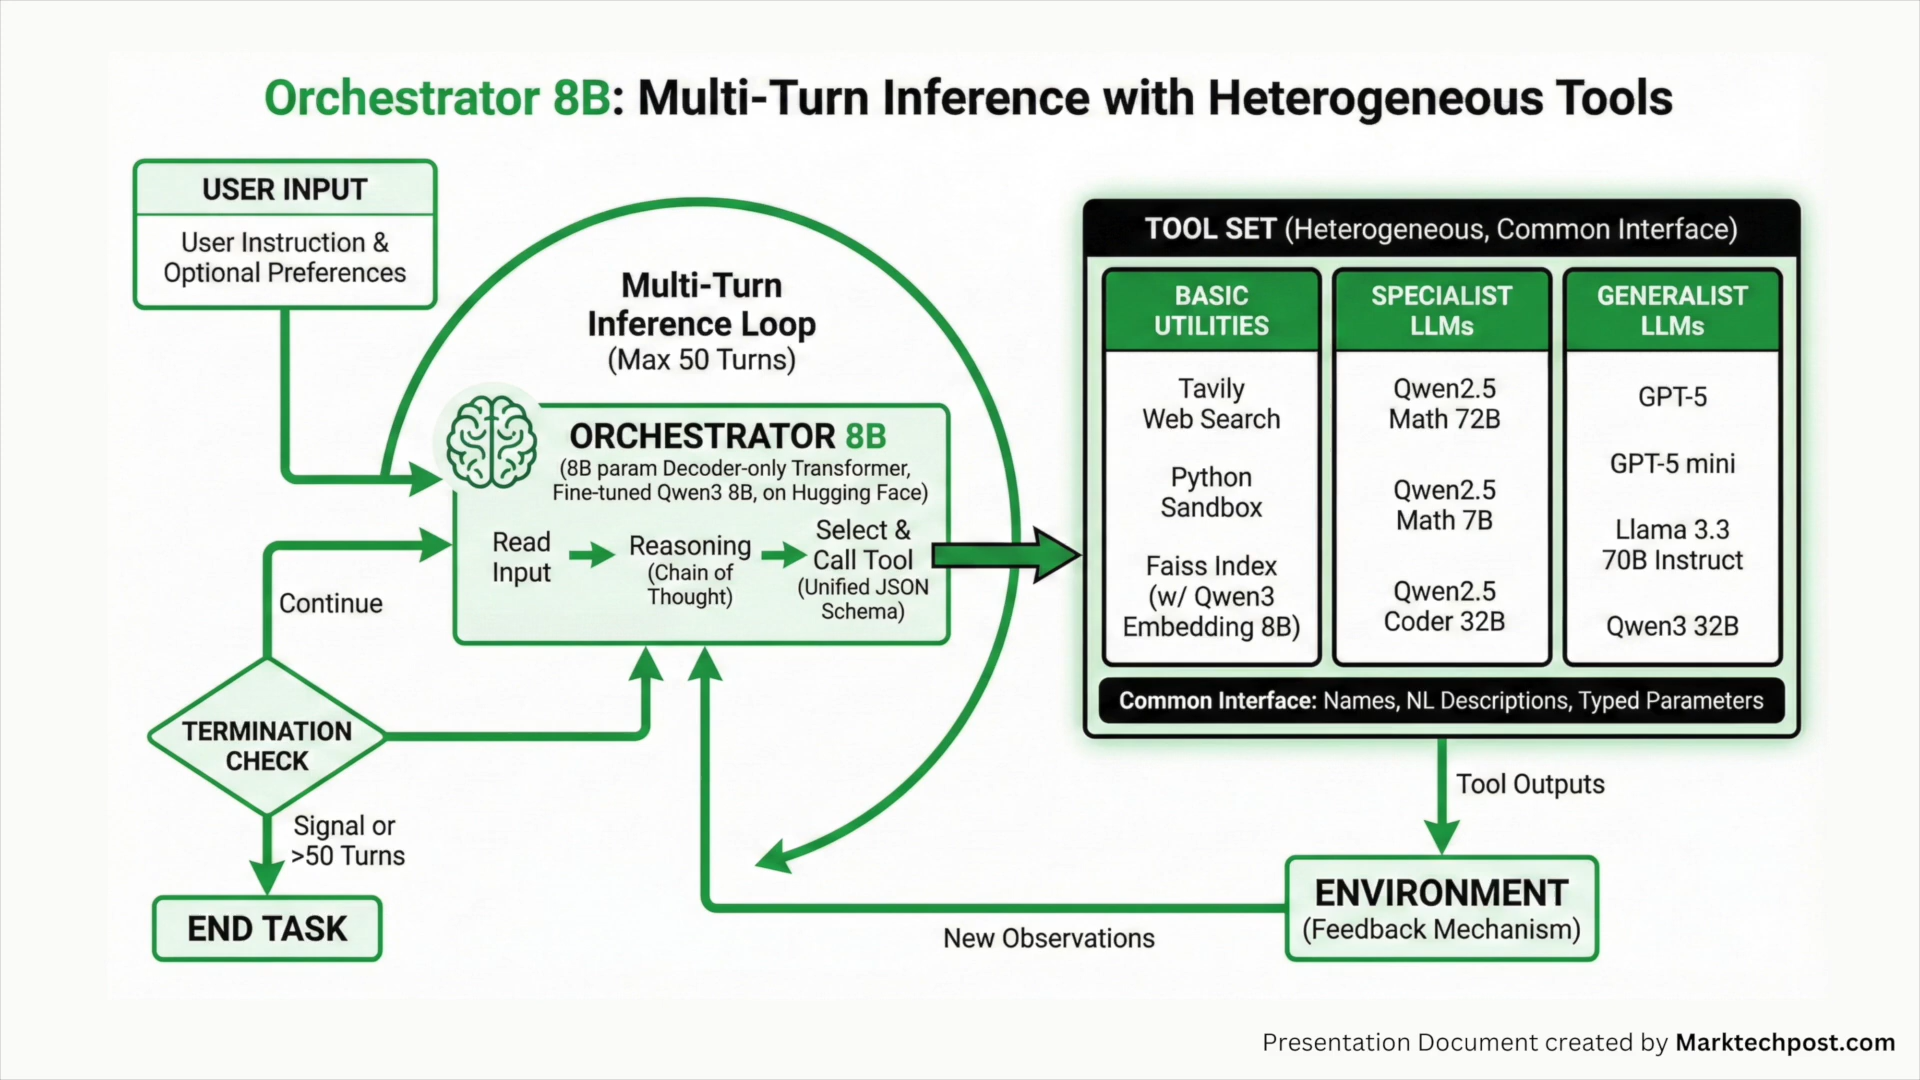 Orchestrator 8B: Multi-Turn Inference with Heterogeneous Tools
USER INPUT
User Instruction &
Optional Preferences
Multi-Turn
Inference Loop
(Max 50 Turns)
ORCHESTRATOR 8B
(8B param Decoder-only Transformer,
Fine-tuned Qwen3 8B, on Hugging Face)
Read
Input
Reasoning
(Chain of
Thought)
Select &
Call Tool
(Unified JSON
Schema)
Continue
TERMINATION
CHECK
Signal or
>50 Turns
END TASK
TOOL SET (Heterogeneous, Common Interface)
BASIC
UTILITIES
Tavily
Web Search
Python
Sandbox
Faiss Index
(w/ Qwen3
Embedding 8B)
SPECIALIST
LLMs
Qwen2.5
Math 72B
Qwen2.5
Math 7B
Qwen2.5
Coder 32B
GENERALIST
LLMs
GPT-5
GPT-5 mini
Llama 3.3
70B Instruct
Qwen3 32B
Common Interface: Names, NL Descriptions, Typed Parameters
Tool Outputs
ENVIRONMENT
(Feedback Mechanism)
New Observations
Presentation Document created by Marktechpost.com